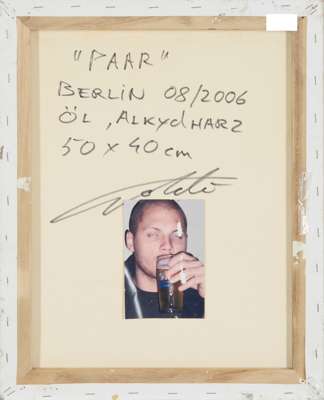 "PAAR"
BERLIN 08/2006
ÖL, ALKYDHARZ
50 x 40 cm